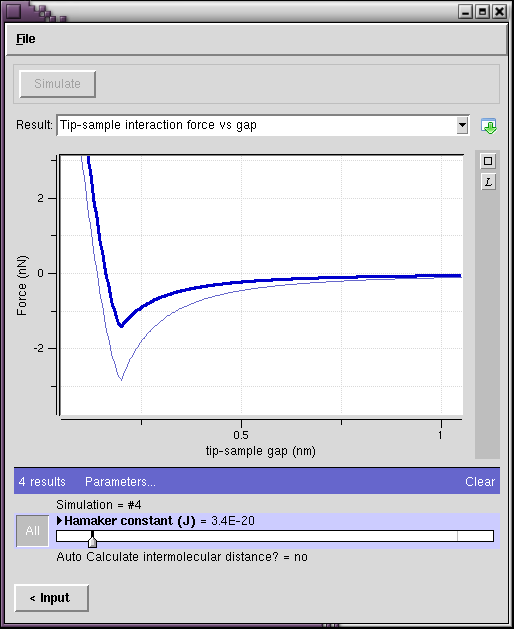 File
Simulate
Result: Tip-sample interaction force vs gap
L
2
0
-2
Force (nN)
0.5
1
tip-sample gap (nm)
4 results Parameters... Clear
Simulation = #4
All
Hamaker constant (J) = 3.4E-20
Auto Calculate intermolecular distance? = no
< Input